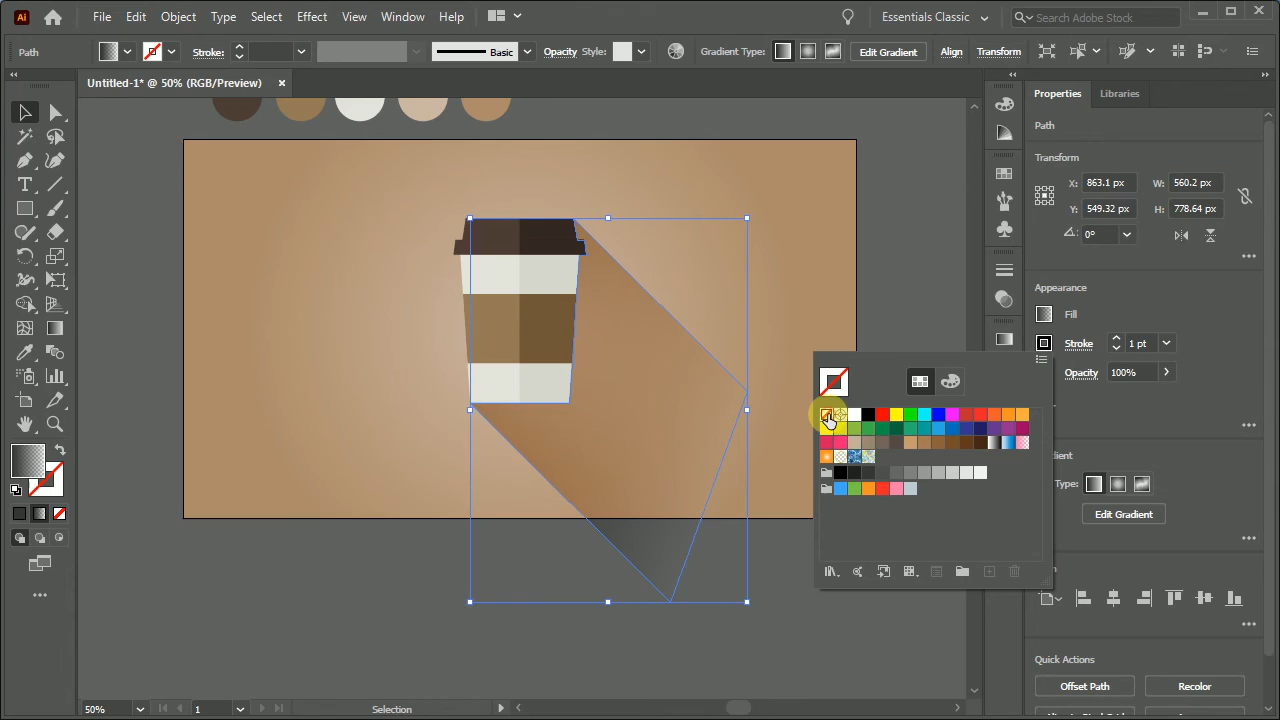 Ai File Edit Object Type Select Effect View Window Help Essentials Classic Search Adobe Stock
Path Stroke: Basic Opacity Style: Gradient Type: Edit Gradient Align Transform
Untitled-1* @ 50% (RGB/Preview) ×
Properties Libraries
Path
Transform
X: 863.1 px W: 560.2 px
Y: 549.32 px H: 778.64 px
0°
Appearance
Fill
Stroke 1 pt
Opacity 100%
Type:
Edit Gradient
Quick Actions
Offset Path Recolor
50% 1 Selection